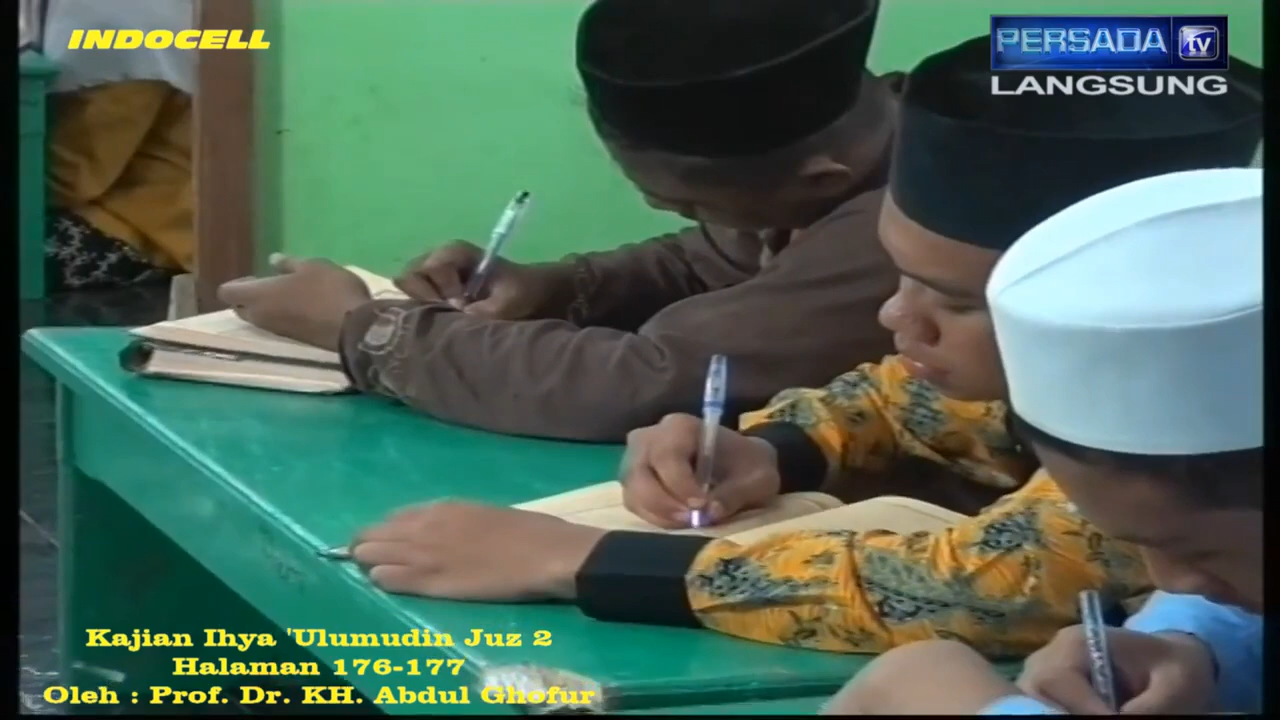 INDOCELL
PERSADA tv
LANGSUNG
Kajian Ihya 'Ulumudin Juz 2
Halaman 176-177
Oleh : Prof. Dr. KH. Abdul Ghofur